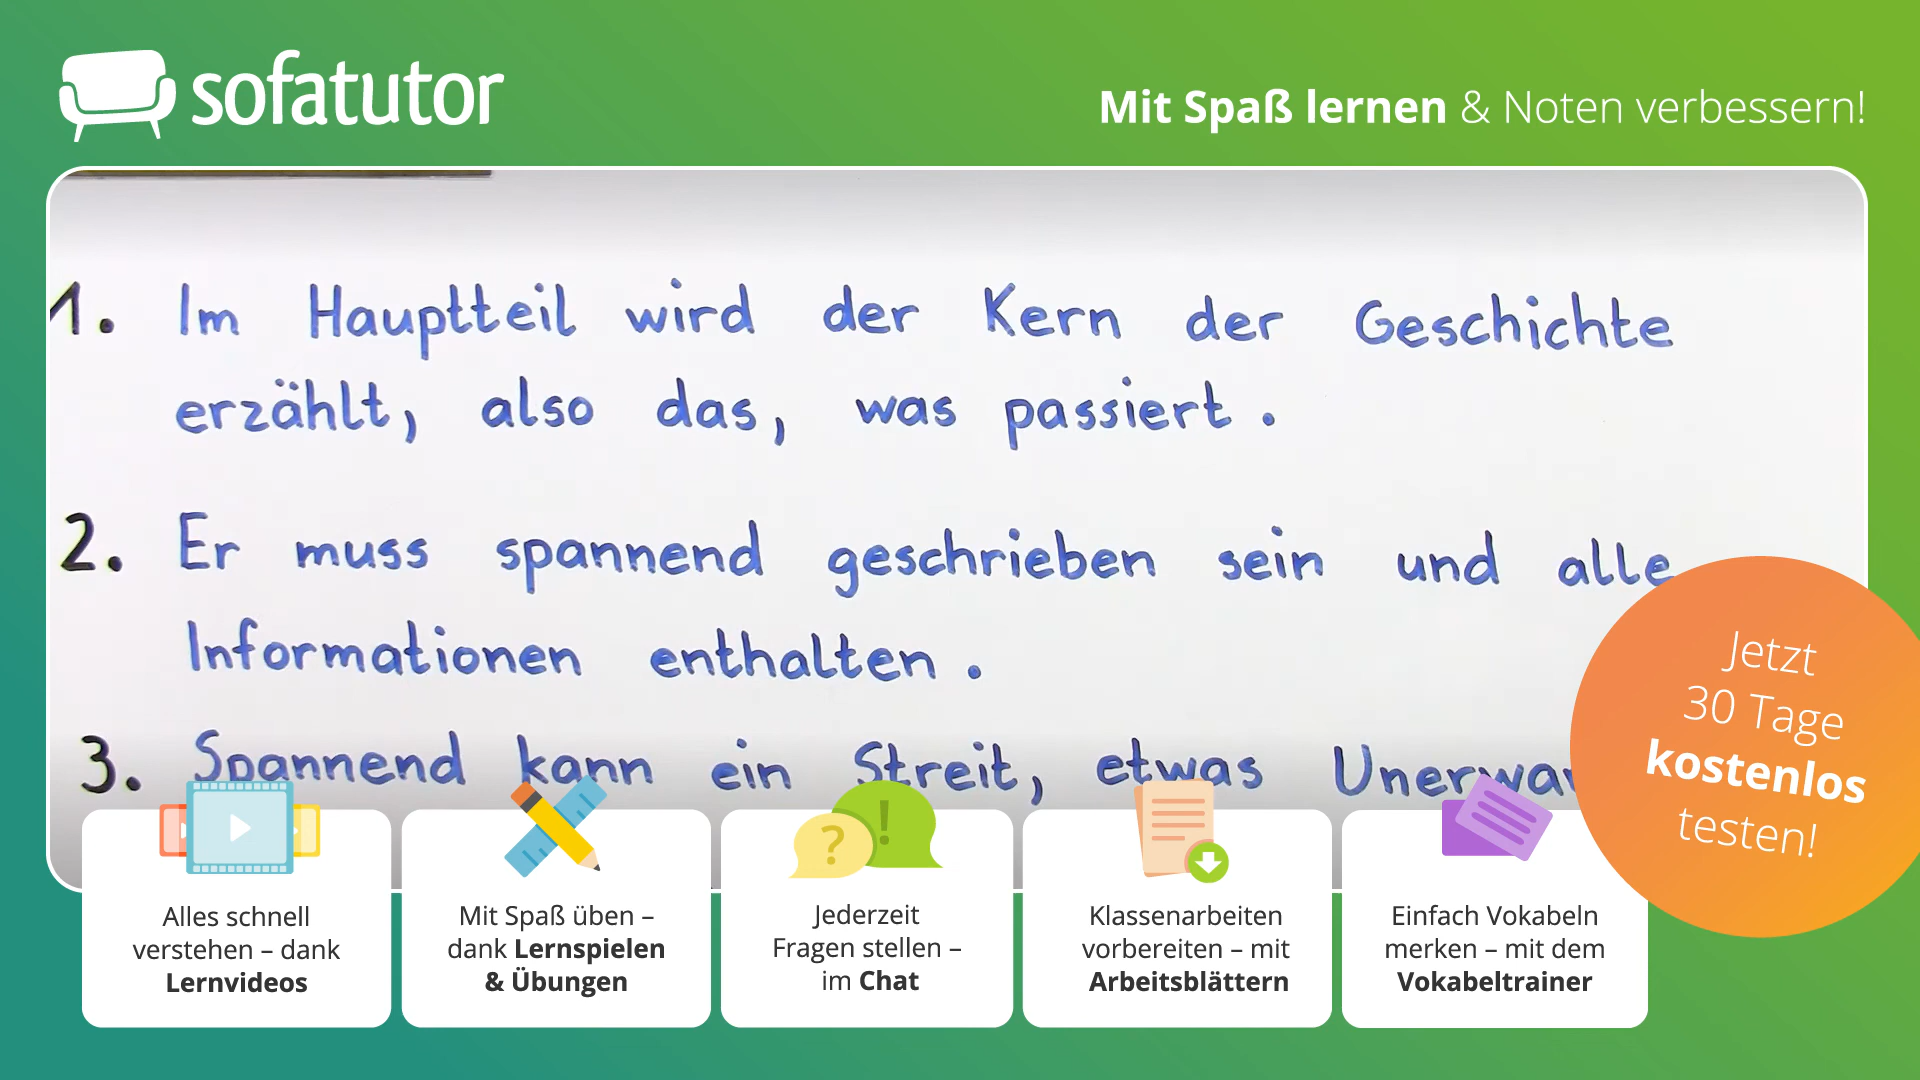 sofatutor
Mit Spaß lernen & Noten verbessern!
1. Im Hauptteil wird der Kern der Geschichte
erzählt, also das, was passiert.
2. Er muss spannend geschrieben sein und alle
Informationen enthalten.
3. Spannend kann ein Streit, etwas
Jetzt
30 Tage
kostenlos
testen!
Alles schnell
verstehen – dank
Lernvideos
Mit Spaß üben –
dank Lernspielen
& Übungen
?
!
Jederzeit
Fragen stellen –
im Chat
Klassenarbeiten
vorbereiten – mit
Arbeitsblättern
Einfach Vokabeln
merken – mit dem
Vokabeltrainer